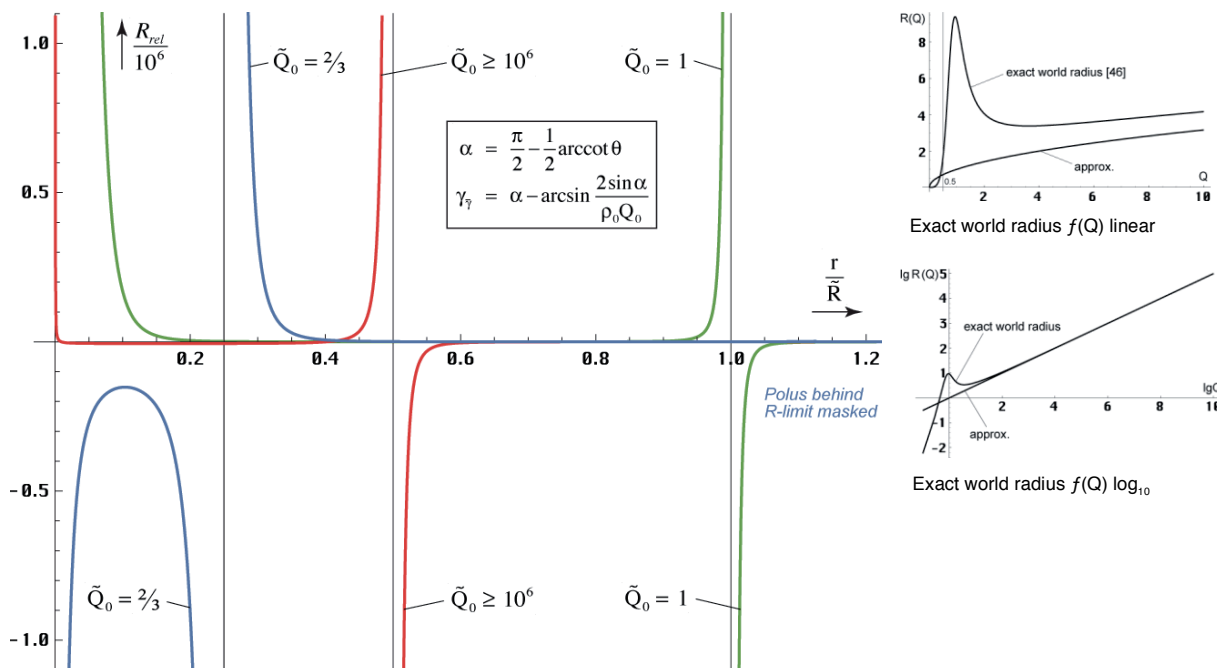 1.0
0.5
−0.5
−1.0
R_rel
10⁶
Q̃₀ = ⅔
Q̃₀ ≥ 10⁶
Q̃₀ = 1
α = π/2 − 1/2 arccot θ
γ_γ̄ = α − arcsin 2 sin α / ρ₀Q₀
r
R̃
0.2 0.4 0.6 0.8 1.0 1.2
Polus behind
R-limit masked
Q̃₀ = ⅔
Q̃₀ ≥ 10⁶
Q̃₀ = 1
R(Q)
8
6
4
2
exact world radius [46]
approx.
Q
0.5
2 4 6 8 10
Exact world radius ƒ(Q) linear
lg R(Q)
5
4
3
2
1
exact world radius
lgQ
2 4 6 8 10
−1
approx.
−2
Exact world radius ƒ(Q) log₁₀